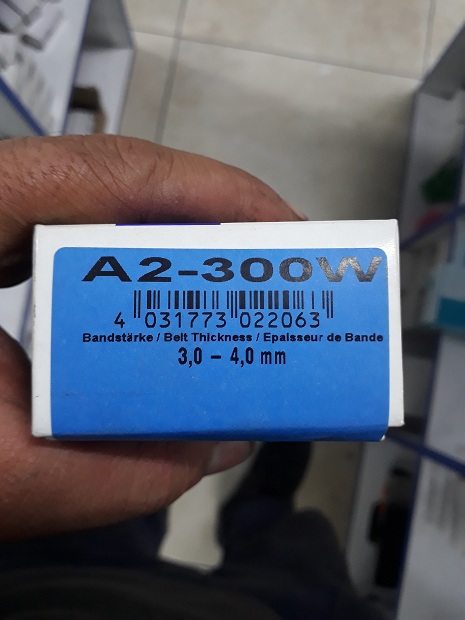 A2-300W
4 031773 022063
Bandstärke / Belt Thickness / Epaisseur de Bande
3,0 – 4,0 mm